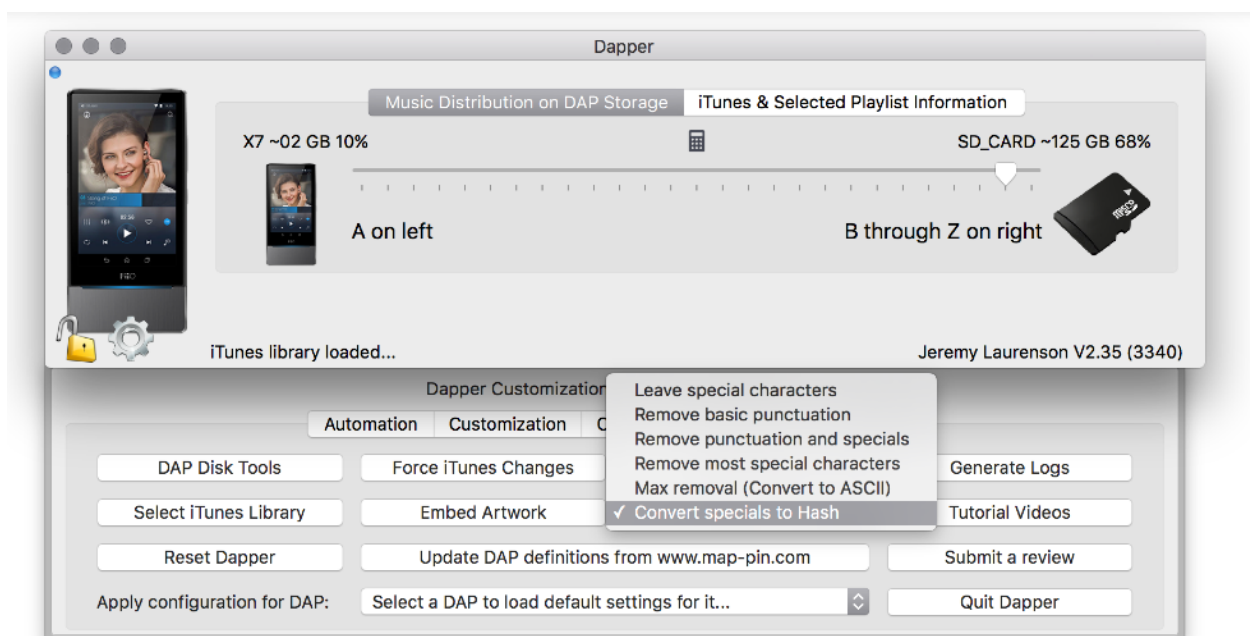 Dapper
Music Distribution on DAP Storage iTunes & Selected Playlist Information
X7 ~02 GB 10% SD_CARD ~125 GB 68%
A on left B through Z on right
FiiO
iTunes library loaded... Jeremy Laurenson V2.35 (3340)
Dapper Customization
Automation Customization
Leave special characters
Remove basic punctuation
Remove punctuation and specials
Remove most special characters
Max removal (Convert to ASCII)
✓ Convert specials to Hash
DAP Disk Tools Force iTunes Changes Generate Logs
Select iTunes Library Embed Artwork Tutorial Videos
Reset Dapper Update DAP definitions from www.map-pin.com Submit a review
Apply configuration for DAP: Select a DAP to load default settings for it... Quit Dapper